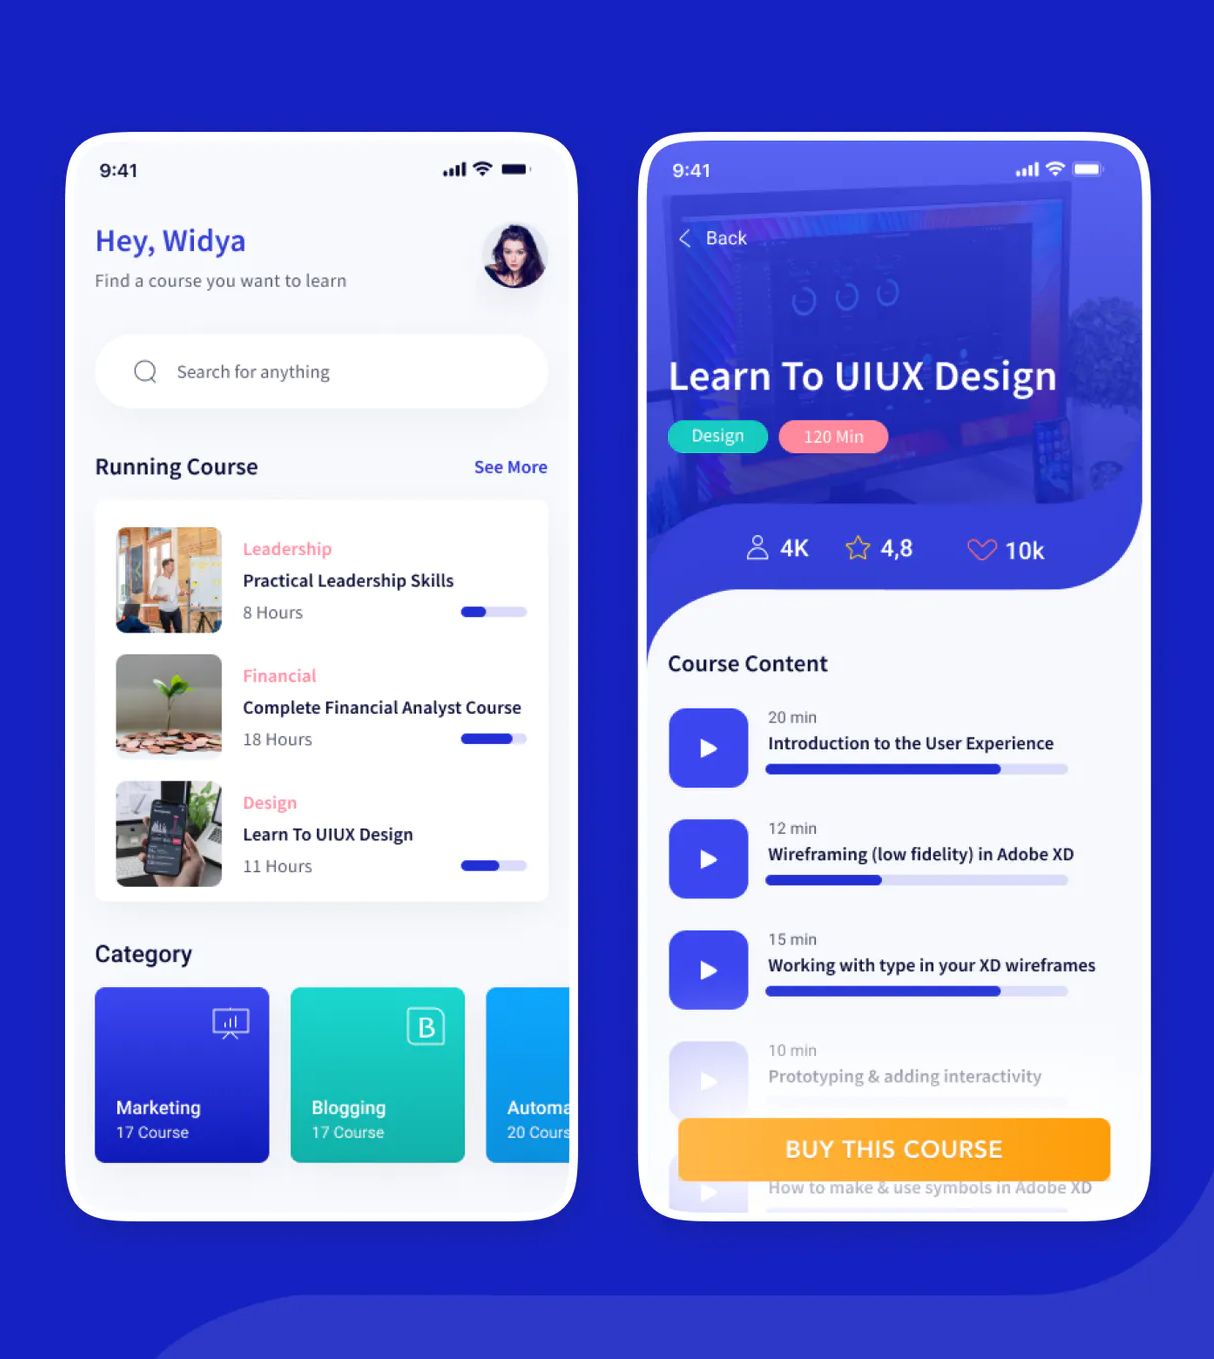 9:41
Hey, Widya
Find a course you want to learn
Search for anything
Running Course
See More
Leadership
Practical Leadership Skills
8 Hours
Financial
Complete Financial Analyst Course
18 Hours
Design
Learn To UIUX Design
11 Hours
Category
B
Marketing
17 Course
Blogging
17 Course
Automa
20 Cours
9:41
Back
Learn To UIUX Design
Design
120 Min
4K
4,8
10k
Course Content
20 min
Introduction to the User Experience
12 min
Wireframing (low fidelity) in Adobe XD
15 min
Working with type in your XD wireframes
10 min
Prototyping & adding interactivity
BUY THIS COURSE
How to make & use symbols in Adobe XD